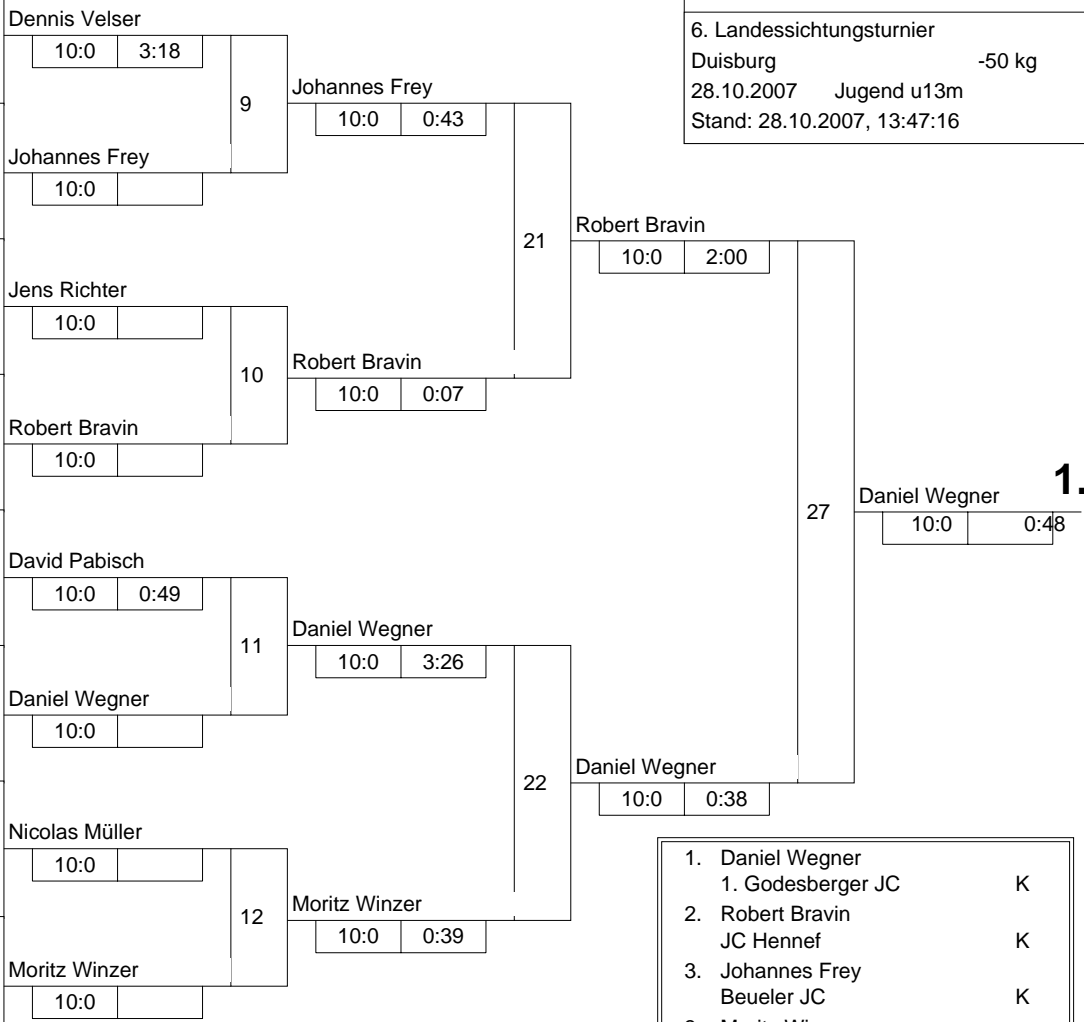 6. Landessichtungsturnier
Duisburg -50 kg
28.10.2007 Jugend u13m
Stand: 28.10.2007, 13:47:16
Dennis Velser
10:0 3:18
9
Johannes Frey
10:0
Johannes Frey
10:0 0:43
21
Jens Richter
10:0
10
Robert Bravin
10:0
Robert Bravin
10:0 0:07
Robert Bravin
10:0 2:00
27
David Pabisch
10:0 0:49
11
Daniel Wegner
10:0
Daniel Wegner
10:0 3:26
22
Nicolas Müller
10:0
12
Moritz Winzer
10:0
Moritz Winzer
10:0 0:39
Daniel Wegner
10:0 0:38
Daniel Wegner 1.
10:0 0:48
1. Daniel Wegner
1. Godesberger JC K
2. Robert Bravin
JC Hennef K
3. Johannes Frey
Beueler JC K